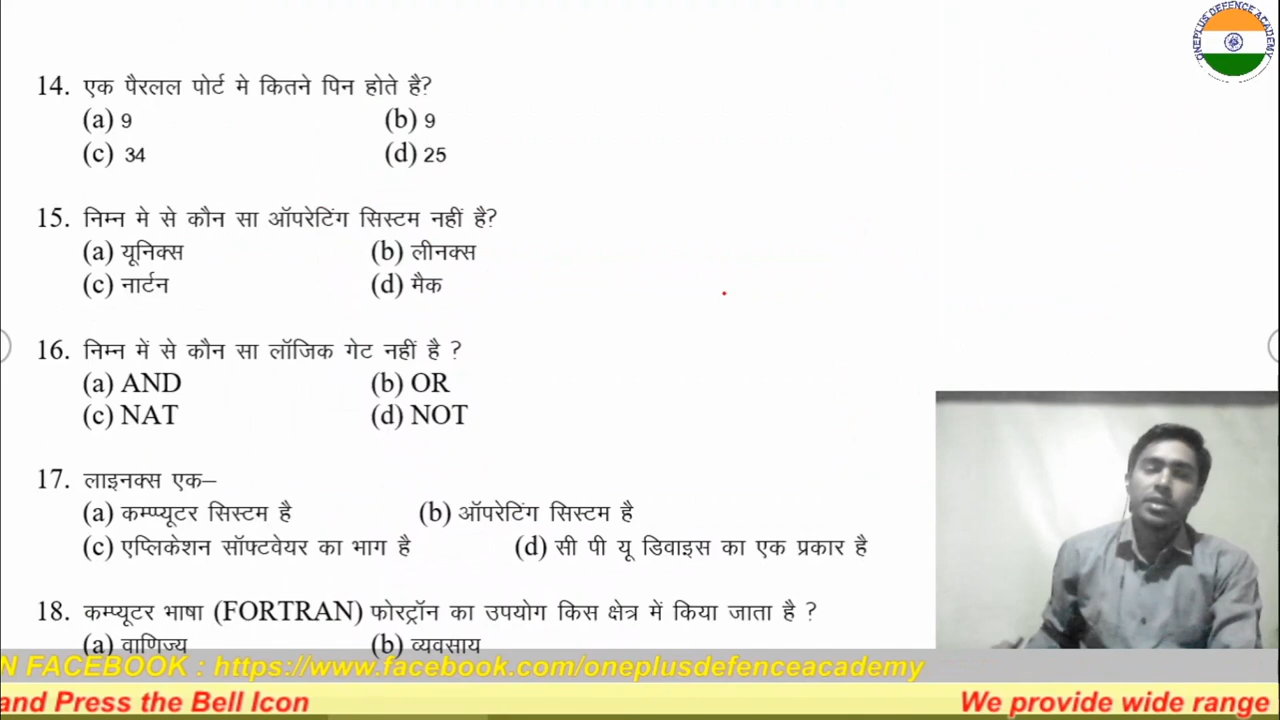 ONEPLUS DEFENCE ACADEMY
14. एक पैरलल पोर्ट मे कितने पिन होते है?
(a) 9 (b) 9
(c) 34 (d) 25
15. निम्न मे से कौन सा ऑपरेटिंग सिस्टम नहीं है?
(a) यूनिक्स (b) लीनक्स
(c) नार्टन (d) मैक
16. निम्न में से कौन सा लॉजिक गेट नहीं है ?
(a) AND (b) OR
(c) NAT (d) NOT
17. लाइनक्स एक–
(a) कम्प्यूटर सिस्टम है (b) ऑपरेटिंग सिस्टम है
(c) एप्लिकेशन सॉफ्टवेयर का भाग है (d) सी पी यू डिवाइस का एक प्रकार है
18. कम्प्यूटर भाषा (FORTRAN) फोरट्रॉन का उपयोग किस क्षेत्र में किया जाता है ?
(a) वाणिज्य (b) व्यवसाय
N FACEBOOK : https://www.facebook.com/oneplusdefenceacademy
and Press the Bell Icon We provide wide range